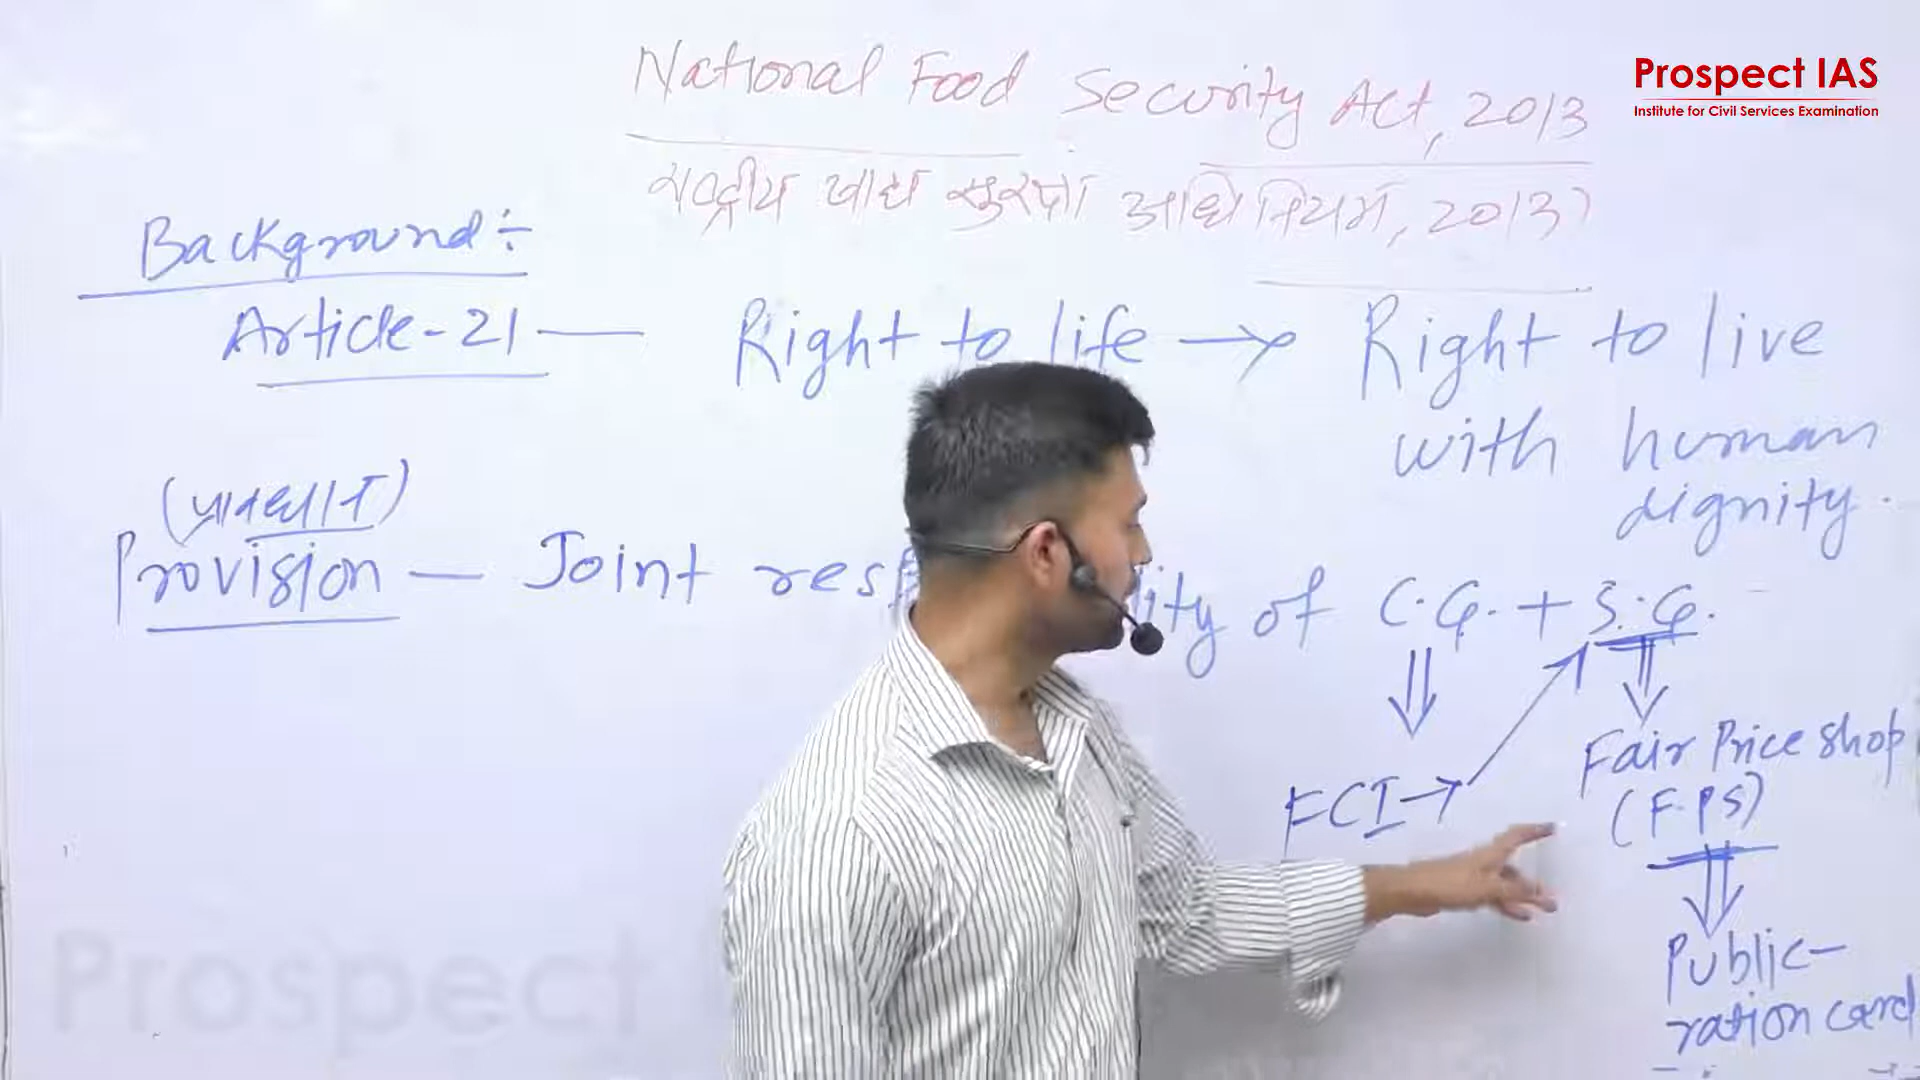 Prospect IAS
Institute for Civil Services Examination
National Food Security Act, 2013
राष्ट्रीय खाद्य सुरक्षा अधिनियम, 2013
Background ÷
Article-21 — Right to life → Right to live
with human
dignity.
(प्रावधान)
Provision — Joint res lity of C.G. + S.G.
Fair Price shop
FCI →
(F.P.S)
Public-
ration card
Prospect